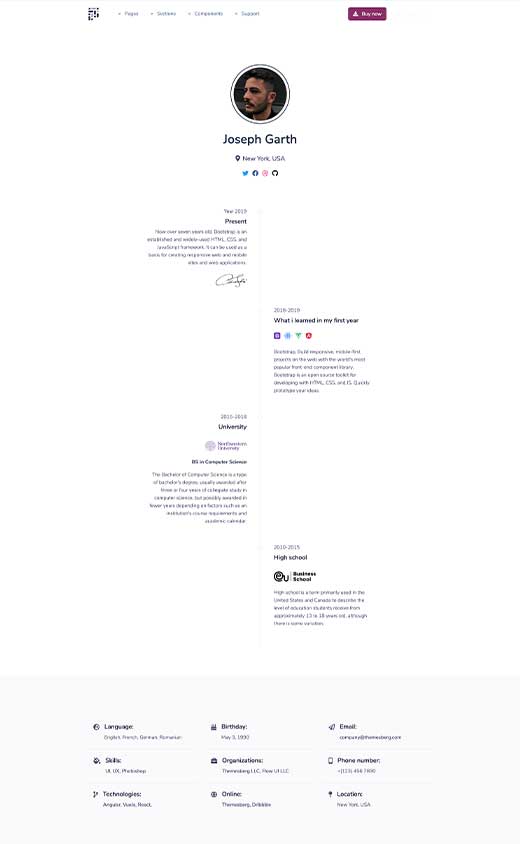 Pages Sections Components Support Buy now
Joseph Garth
New York, USA
Year 2019
Present
Now over seven years old, Bootstrap is an
established and widely-used HTML, CSS, and
JavaScript framework. It can be used as a
basis for creating responsive web and mobile
sites and web applications.
2018-2019
What i learned in my first year
Bootstrap. Build responsive, mobile-first
projects on the web with the world's most
popular front-end component library.
Bootstrap is an open source toolkit for
developing with HTML, CSS, and JS. Quickly
prototype your ideas.
2015-2018
University
Northwestern
University
BS in Computer Science
The Bachelor of Computer Science is a type
of bachelor's degree, usually awarded after
three or four years of collegiate study in
computer science, but possibly awarded in
fewer years depending on factors such as an
institution's course requirements and
academic calendar.
2010-2015
High school
eu Business
School
High school is a term primarily used in the
United States and Canada to describe the
level of education students receive from
approximately 13 to 18 years old, although
there is some variation.
Language: Birthday: Email:
English, French, German, Romanian May 3, 1990 company@themesberg.com
Skills: Organizations: Phone number:
UI, UX, Photoshop Themesberg LLC, Flow UI LLC
Technologies: Online: Location:
Angular, Vuejs, React, Themesberg, Dribbble New York, USA